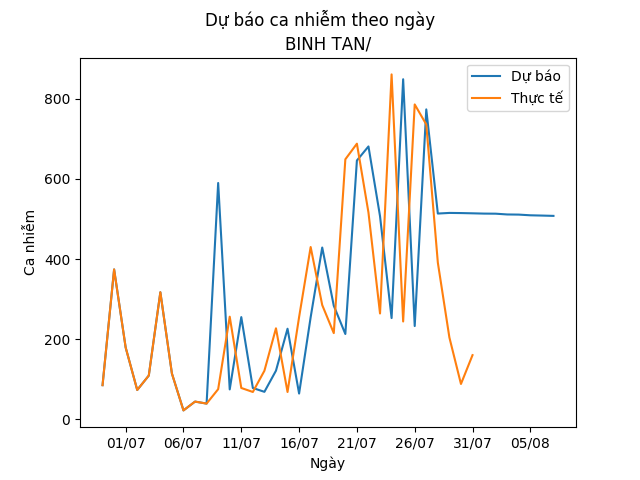 Dự báo ca nhiễm theo ngày
BINH TAN/
Dự báo
Thực tế
Ca nhiễm
800
600
400
200
0
01/07 06/07 11/07 16/07 21/07 26/07 31/07 05/08
Ngày